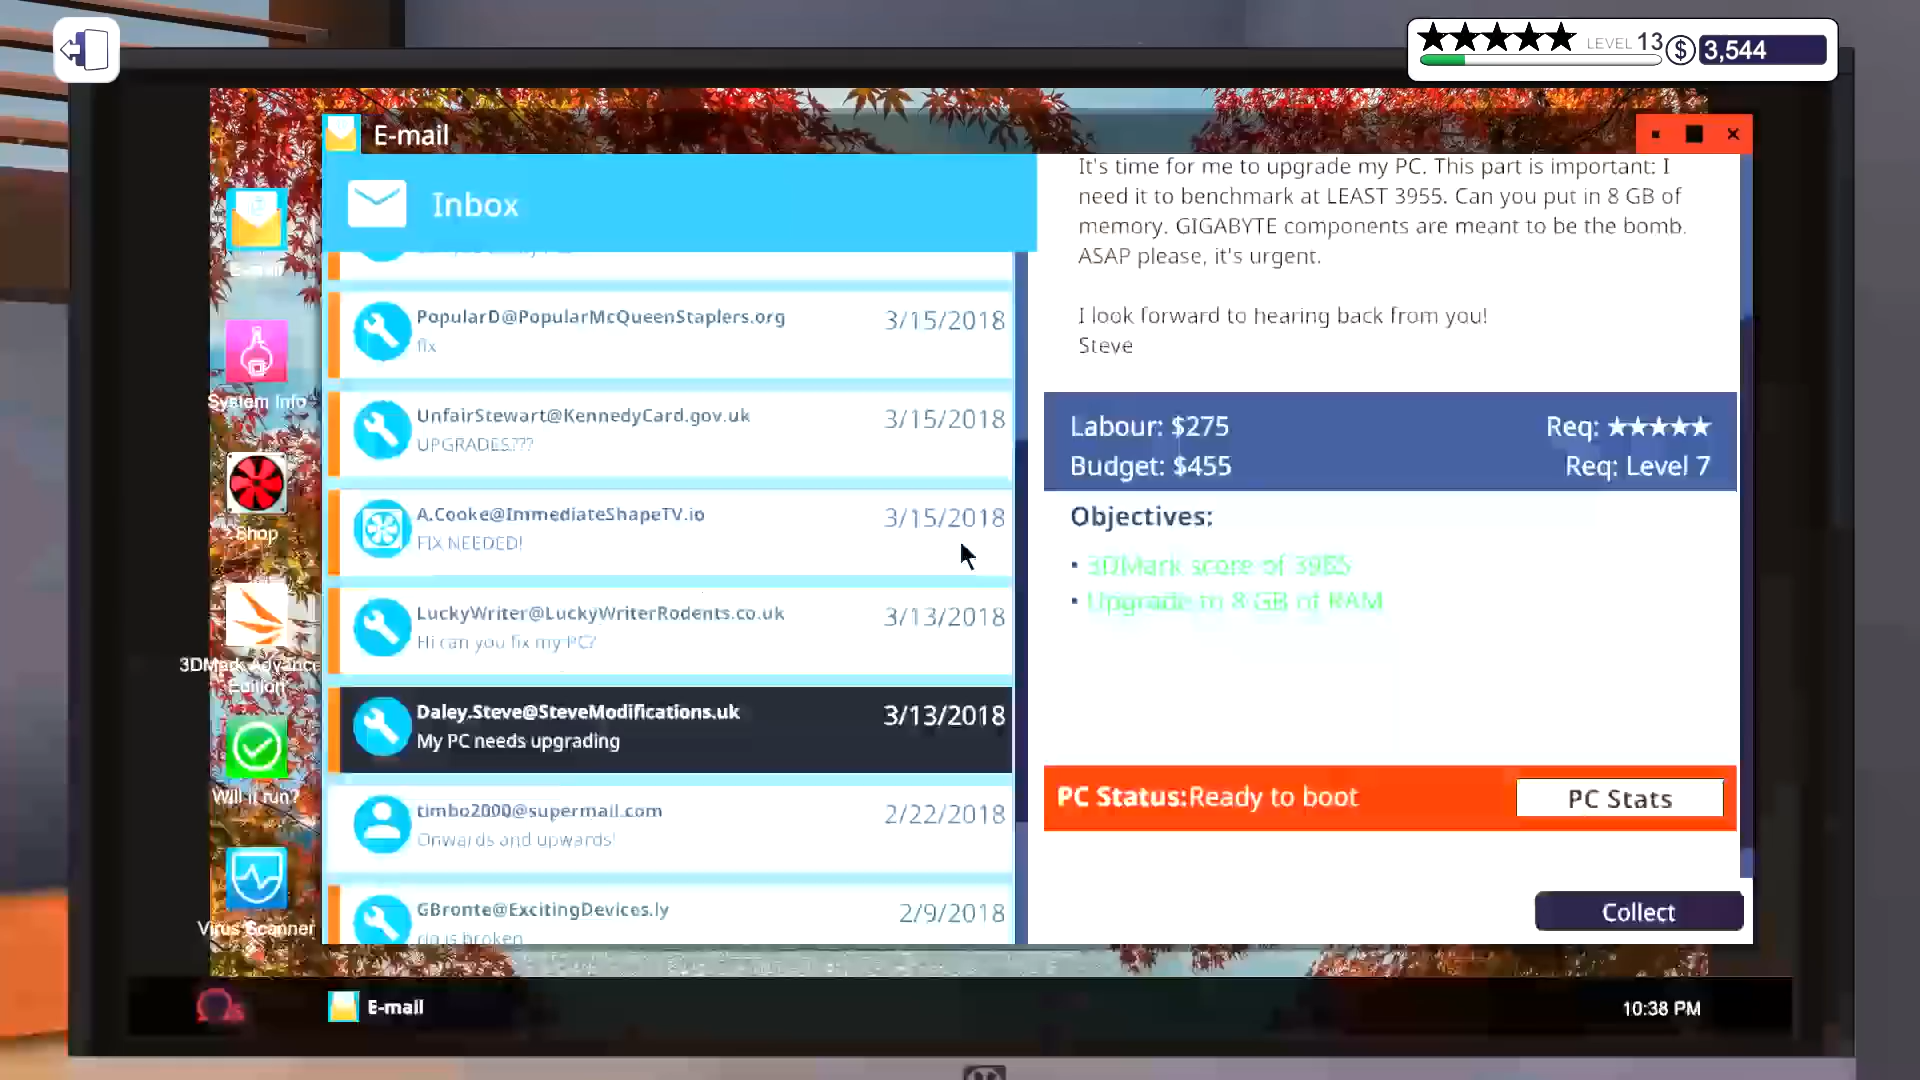 ★★★★★ LEVEL 13 $ 3,544
E-mail
Inbox
PopularD@PopularMcQueenStaplers.org 3/15/2018
fix
UnfairStewart@KennedyCard.gov.uk 3/15/2018
UPGRADES???
A.Cooke@ImmediateShapeTV.io 3/15/2018
FIX NEEDED!
LuckyWriter@LuckyWriterRodents.co.uk 3/13/2018
Hi can you fix my PC?
Daley.Steve@SteveModifications.uk 3/13/2018
My PC needs upgrading
timbo2000@supermail.com 2/22/2018
Onwards and upwards!
GBronte@ExcitingDevices.ly 2/9/2018
rig is broken
It's time for me to upgrade my PC. This part is important: I
need it to benchmark at LEAST 3955. Can you put in 8 GB of
memory. GIGABYTE components are meant to be the bomb.
ASAP please, it's urgent.
I look forward to hearing back from you!
Steve
Labour: $275 Req: ★★★★★
Budget: $455 Req: Level 7
Objectives:
• 3DMark score of 3955
• Upgrade to 8 GB of RAM
PC Status:Ready to boot PC Stats
Collect
E-mail
System Info
Shop
3DMark Advance
Edition
Will it run?
Virus Scanner
E-mail
10:38 PM